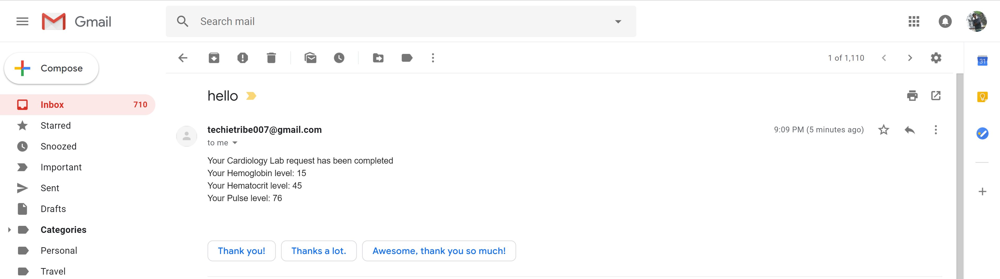 Gmail
Search mail
Compose
1 of 1,110
31
hello
Inbox 710
Starred
Snoozed
Important
Sent
Drafts
Categories
Personal
Travel
techietribe007@gmail.com
9:09 PM (5 minutes ago)
to me
Your Cardiology Lab request has been completed
Your Hemoglobin level: 15
Your Hematocrit level: 45
Your Pulse level: 76
Thank you! Thanks a lot. Awesome, thank you so much!